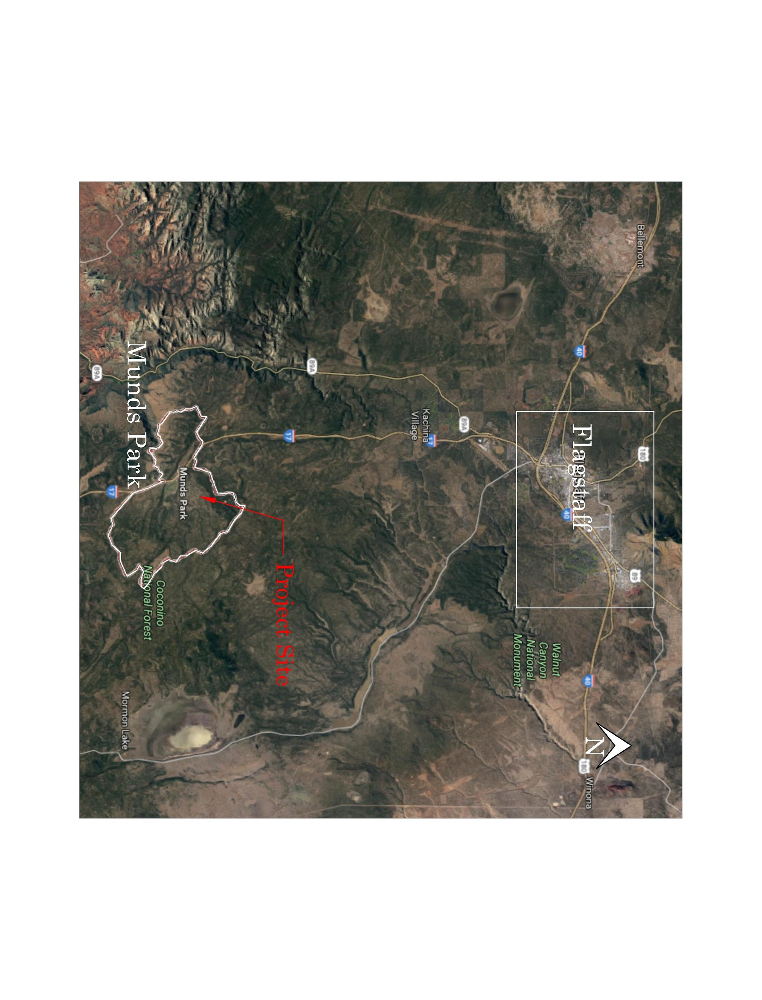 Bellemont
180
89
N
40
Flagstaff
40
40
180
Winona
Walnut
Canyon
National
Monument
89A
17
Kachina
Village
89A
17
Project Site
Munds Park
Coconino
National Forest
Munds Park
Mormon Lake
17
89A